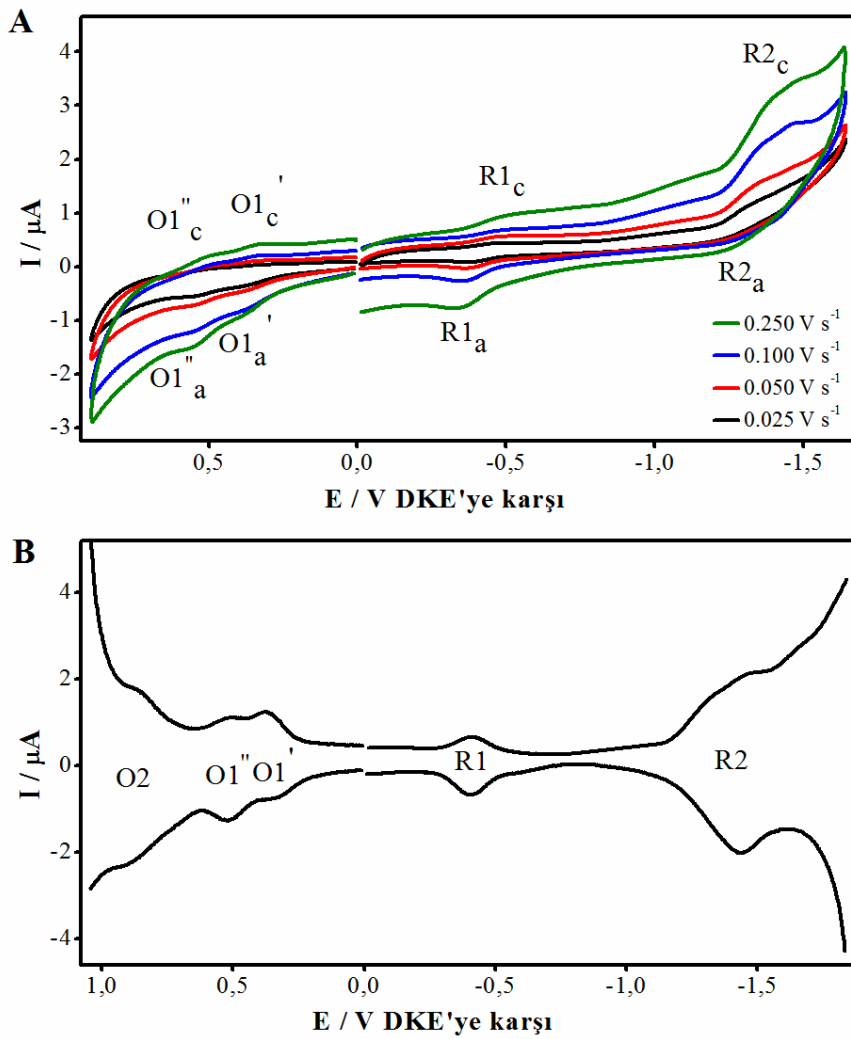 A
I / µA
4
3
2
1
0
-1
-2
-3
O1"c
O1c'
R1c
R2c
O1"a
O1a'
R1a
R2a
0.250 V s-1
0.100 V s-1
0.050 V s-1
0.025 V s-1
0,5
0,0
-0,5
-1,0
-1,5
E / V DKE'ye karşı
B
I / µA
4
2
0
-2
-4
O2
O1"
O1'
R1
R2
1,0
0,5
0,0
-0,5
-1,0
-1,5
E / V DKE'ye karşı